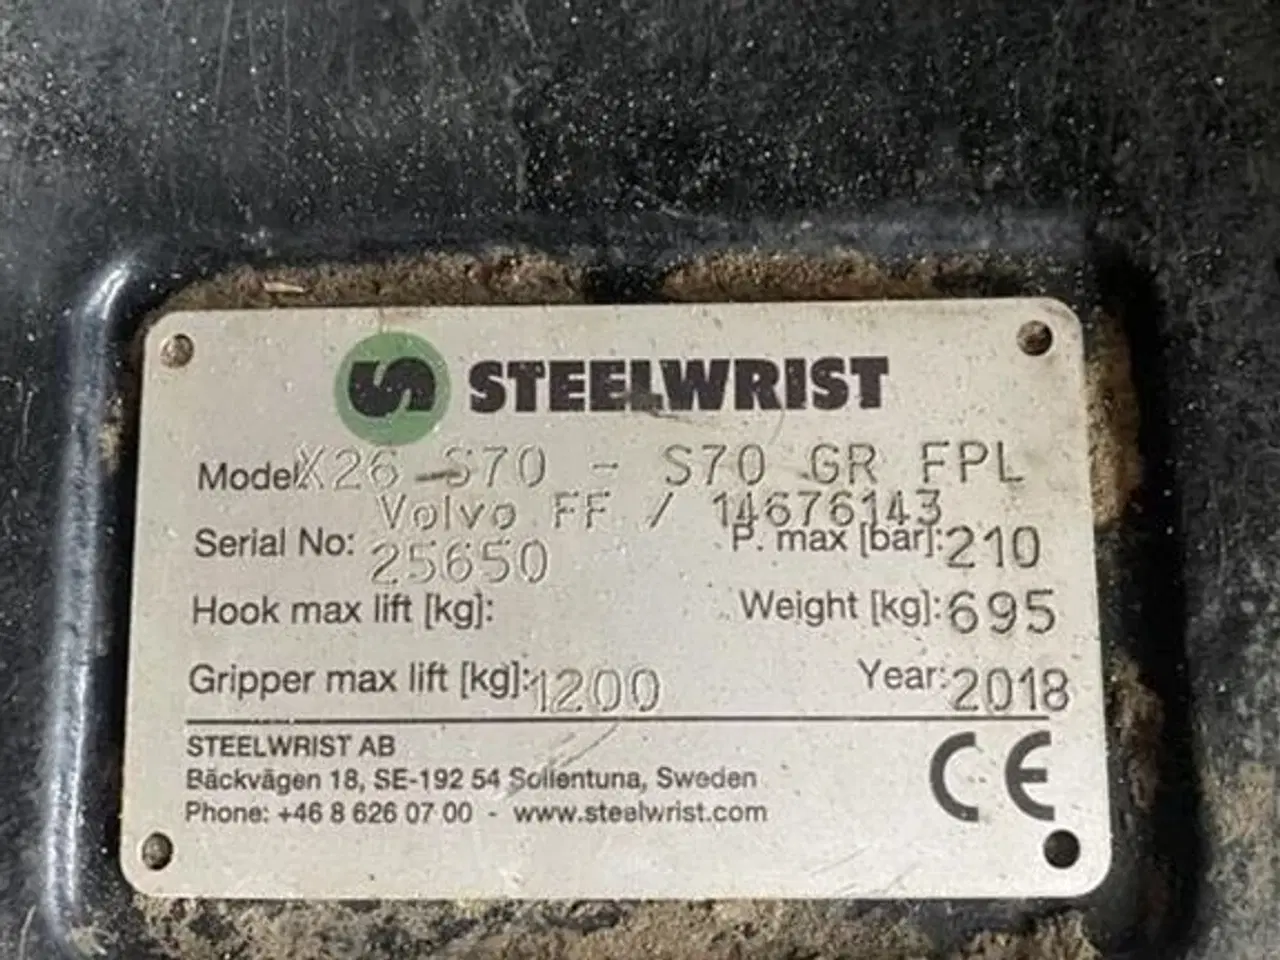 STEELWRIST
Model X26 S70 - S70 GR FPL
Volvo FF / 14676143
Serial No: 25650 P. max [bar]: 210
Hook max lift [kg]: Weight [kg]: 695
Gripper max lift [kg]: 1200 Year: 2018
STEELWRIST AB
Bäckvägen 18, SE-192 54 Sollentuna, Sweden
Phone: +46 8 626 07 00 - www.steelwrist.com
CE